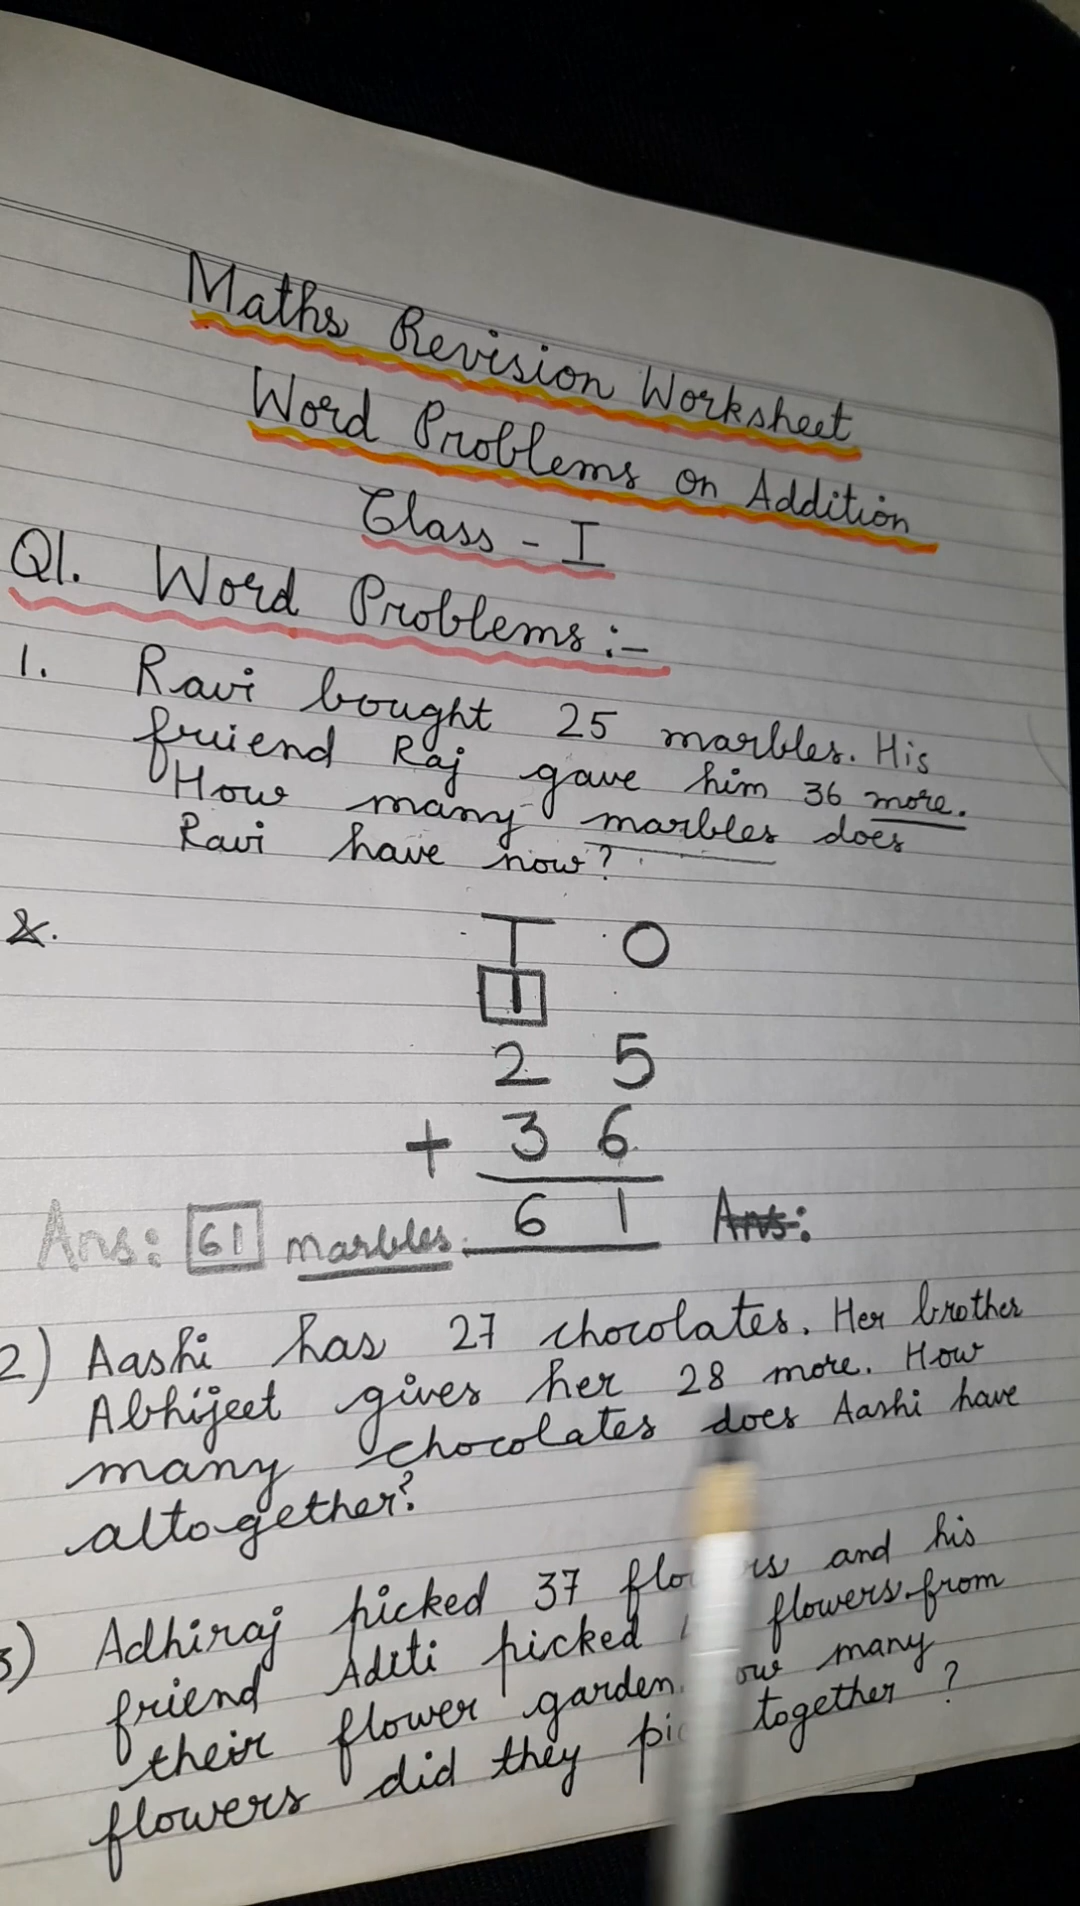 Maths Revision Worksheet
Word Problems on Addition
Class - I
Q1. Word Problems:-
1. Ravi bought 25 marbles. His
friend Raj gave him 36 more.
How many marbles does
Ravi have now?
T O
1
2 5
+ 3 6
6 1 Ans:
Ans: 61 marbles.
2) Aashi has 27 chocolates. Her brother
Abhijeet gives her 28 more. How
many chocolates does Aashi have
altogether?
3) Adhiraj picked 37 and his
friend Aditi picked flowers from
their flower garden. many
flowers did they together?